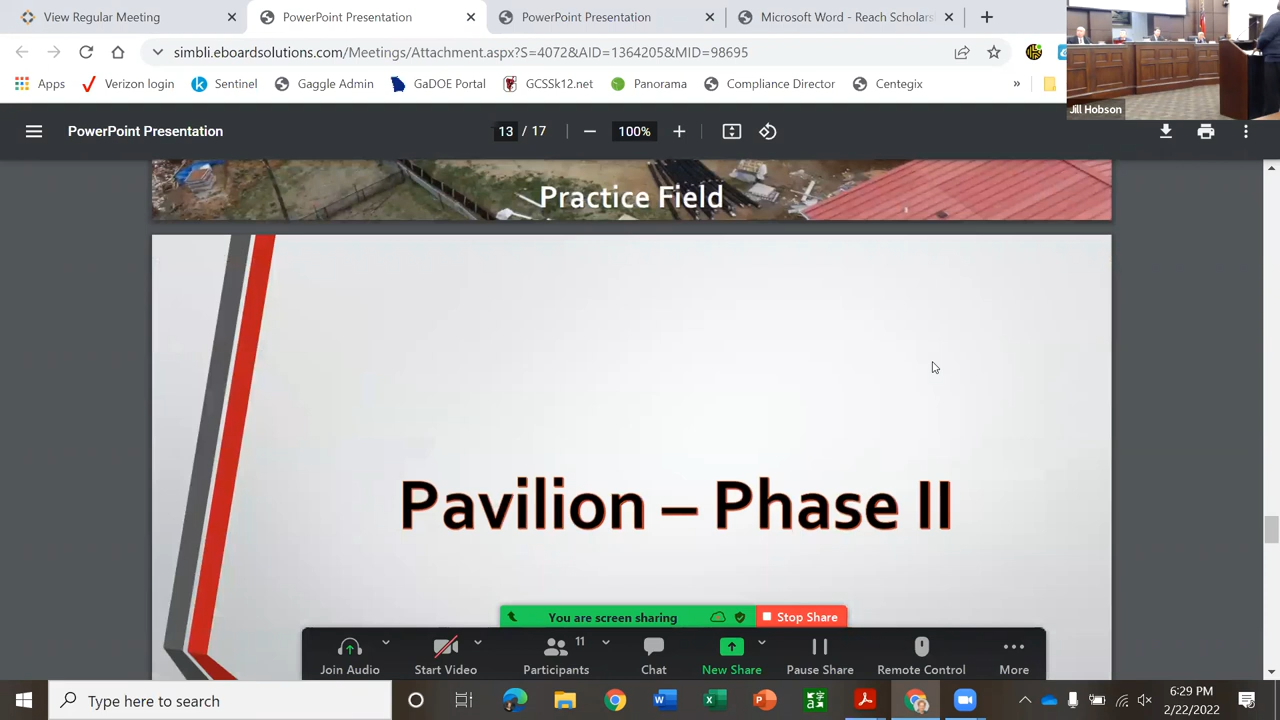 View Regular Meeting
PowerPoint Presentation
PowerPoint Presentation
Microsoft Word - Reach Scholars
simbli.eboardsolutions.com/Meetings/Attachment.aspx?S=4072&AID=1364205&MID=98695
Apps
Verizon login
Sentinel
Gaggle Admin
GaDOE Portal
GCSSk12.net
Panorama
Compliance Director
Centegix
»
Jill Hobson
PowerPoint Presentation
13 / 17
100%
Practice Field
Pavilion – Phase II
You are screen sharing
Stop Share
Join Audio
Start Video
Participants
11
Chat
New Share
Pause Share
Remote Control
More
Type here to search
6:29 PM
2/22/2022